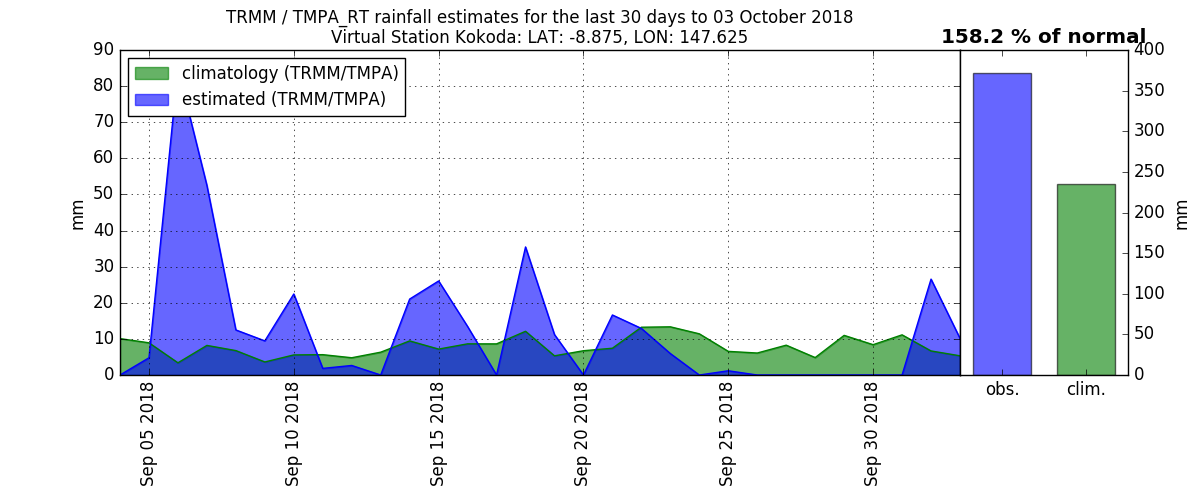 TRMM / TMPA_RT rainfall estimates for the last 30 days to 03 October 2018
Virtual Station Kokoda: LAT: -8.875, LON: 147.625
158.2 % of normal
climatology (TRMM/TMPA)
estimated (TRMM/TMPA)
90
80
70
60
50
40
30
20
10
0
mm
Sep 05 2018
Sep 10 2018
Sep 15 2018
Sep 20 2018
Sep 25 2018
Sep 30 2018
400
350
300
250
200
150
100
50
0
mm
obs.
clim.